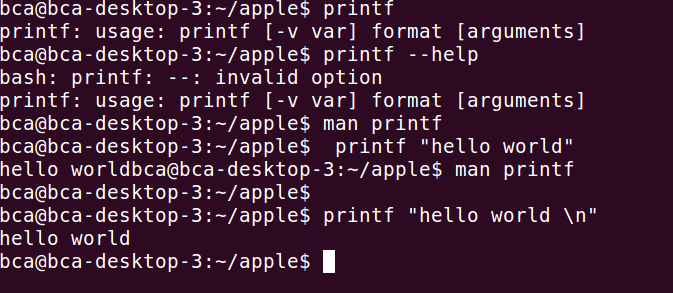 bca@bca-desktop-3:~/apple$ printf
printf: usage: printf [-v var] format [arguments]
bca@bca-desktop-3:~/apple$ printf --help
bash: printf: --: invalid option
printf: usage: printf [-v var] format [arguments]
bca@bca-desktop-3:~/apple$ man printf
bca@bca-desktop-3:~/apple$  printf "hello world"
hello worldbca@bca-desktop-3:~/apple$ man printf
bca@bca-desktop-3:~/apple$
bca@bca-desktop-3:~/apple$ printf "hello world \n"
hello world
bca@bca-desktop-3:~/apple$